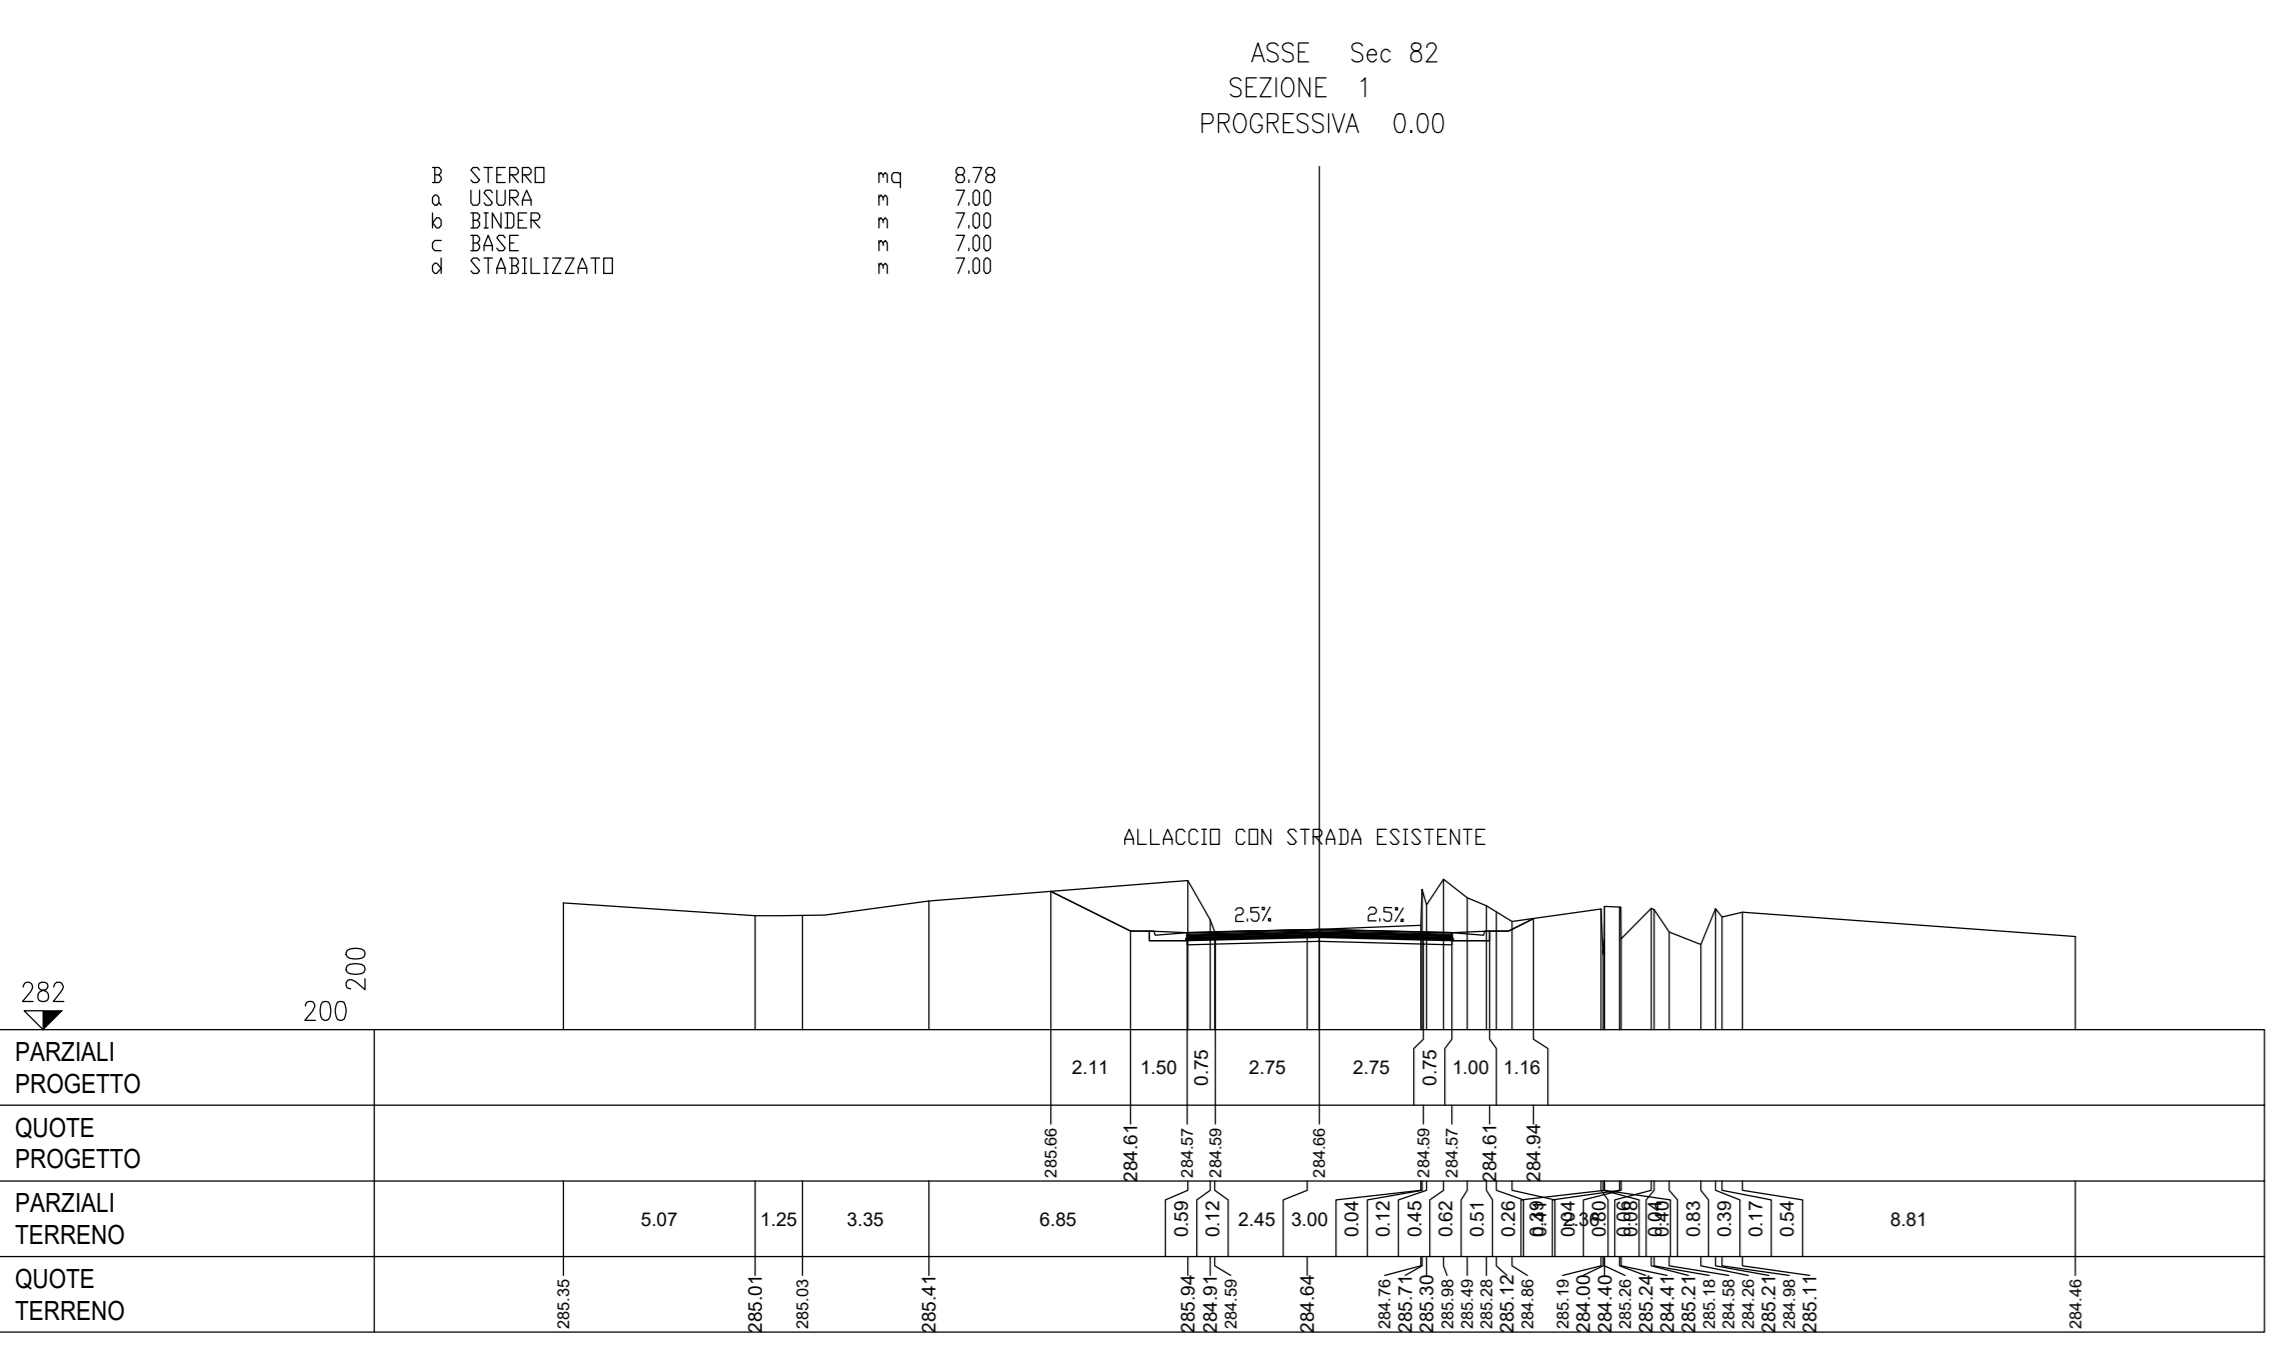 ASSE Sec 82
SEZIONE 1
PROGRESSIVA 0.00
B STERRO mq 8.78
a USURA m 7.00
b BINDER m 7.00
c BASE m 7.00
d STABILIZZATO m 7.00
ALLACCIO CON STRADA ESISTENTE
2.5% 2.5%
200
282
200
PARZIALI PROGETTO
2.11 1.50 0.75 2.75 2.75 0.75 1.00 1.16
QUOTE PROGETTO
285.66 284.61 284.57 284.59 284.66 284.59 284.57 284.61 284.94
PARZIALI TERRENO
5.07 1.25 3.35 6.85 0.59 0.12 2.45 3.00 0.04 0.12 0.45 0.62 0.51 0.26 0.83 0.39 0.17 0.54 8.81
QUOTE TERRENO
285.35 285.01 285.03 285.41 285.94 284.91 284.59 284.64 284.76 285.71 285.30 285.98 285.49 285.28 285.12 284.86 285.19 284.00 284.40 285.26 285.24 284.41 285.21 285.18 284.58 284.26 285.21 284.98 285.11 284.46